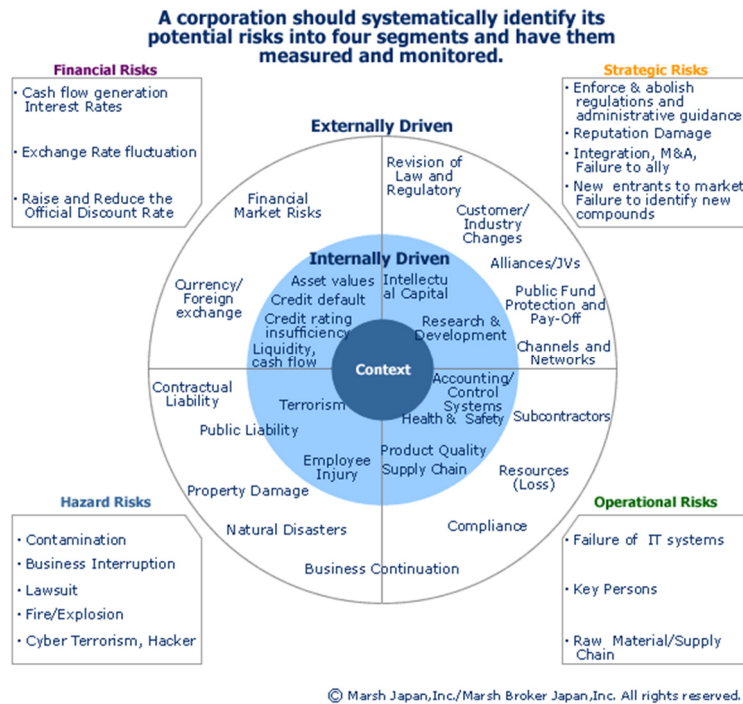 A corporation should systematically identify its
potential risks into four segments and have them
measured and monitored.
Financial Risks
・Cash flow generation
Interest Rates
・Exchange Rate fluctuation
・Raise and Reduce the
Official Discount Rate
Strategic Risks
・Enforce & abolish
regulations and
administrative guidance
・Reputation Damage
・Integration, M&A,
Failure to ally
・New entrants to market
Failure to identify new
compounds
Externally Driven
Financial
Market Risks
Currency/
Foreign
exchange
Revision of
Law and
Regulatory
Customer/
Industry
Changes
Alliances/JVs
Public Fund
Protection and
Pay-Off
Channels and
Networks
Internally Driven
Asset values
Credit default
Credit rating
insufficiency
Liquidity,
cash flow
Intellectu
al Capital
Research &
Development
Context
Contractual
Liability
Public Liability
Terrorism
Employee
Injury
Property Damage
Natural Disasters
Business Continuation
Accounting/
Control
Systems
Health & Safety
Product Quality
Supply Chain
Subcontractors
Resources
(Loss)
Compliance
Hazard Risks
・Contamination
・Business Interruption
・Lawsuit
・Fire/Explosion
・Cyber Terrorism, Hacker
Operational Risks
・Failure of IT systems
・Key Persons
・Raw Material/Supply
Chain
© Marsh Japan,Inc./Marsh Broker Japan,Inc. All rights reserved.